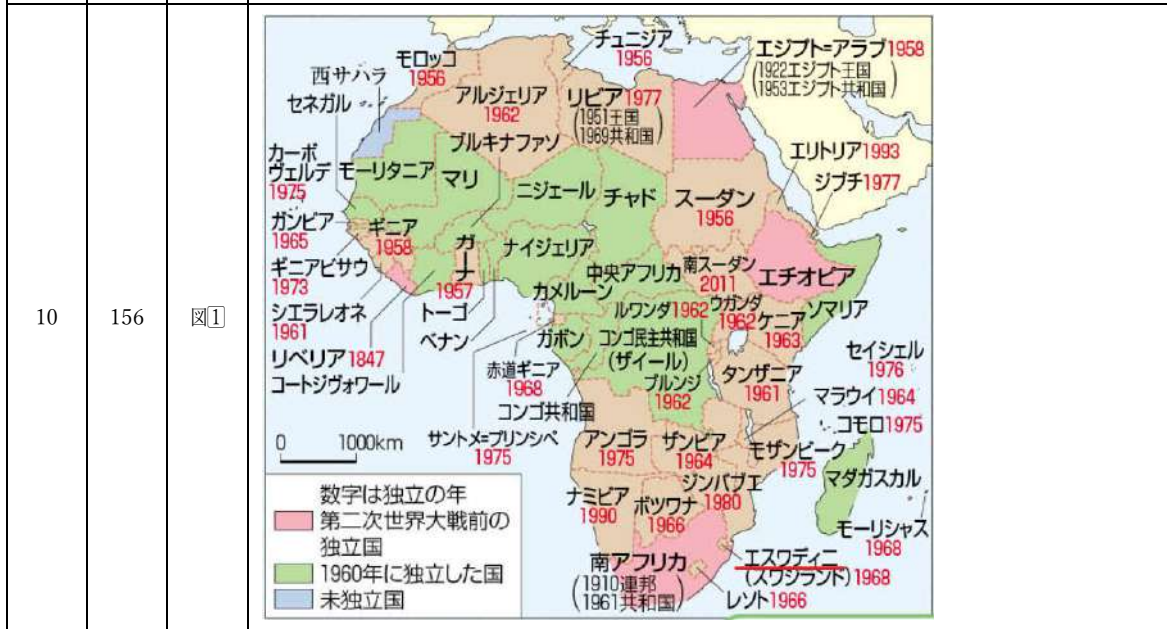 10
156
図1
チュニジア
1956
エジプト=アラブ1958
(1922エジプト王国
1953エジプト共和国)
モロッコ
1956
西サハラ
セネガル
アルジェリア
1962
リビア1977
(1951王国
1969共和国)
ブルキナファソ
エリトリア1993
ジブチ1977
カーボ
ヴェルデ
1975
モーリタニア
マリ
ニジェール
チャド
スーダン
1956
ガンビア
1965
ギニア
1958
ガーナ
1957
ナイジェリア
中央アフリカ
南スーダン
2011
エチオピア
ギニアビサウ
1973
カメルーン
ルワンダ1962
ウガンダ
1962
ケニア
1963
ソマリア
シエラレオネ
1961
トーゴ
ベナン
ガボン
コンゴ民主共和国
(ザイール)
リベリア1847
コートジヴォワール
赤道ギニア
1968
コンゴ共和国
ブルンジ
1962
タンザニア
1961
セイシェル
1976
マラウイ1964
コモロ1975
サントメ=プリンシペ
1975
アンゴラ
1975
ザンビア
1964
モザンビーク
1975
マダガスカル
0 1000km
ナミビア
1990
ボツワナ
1966
ジンバブエ
1980
モーリシャス
1968
南アフリカ
(1910連邦
1961共和国)
エスワディニ
(スワジランド)1968
レソト1966
数字は独立の年
第二次世界大戦前の
独立国
1960年に独立した国
未独立国